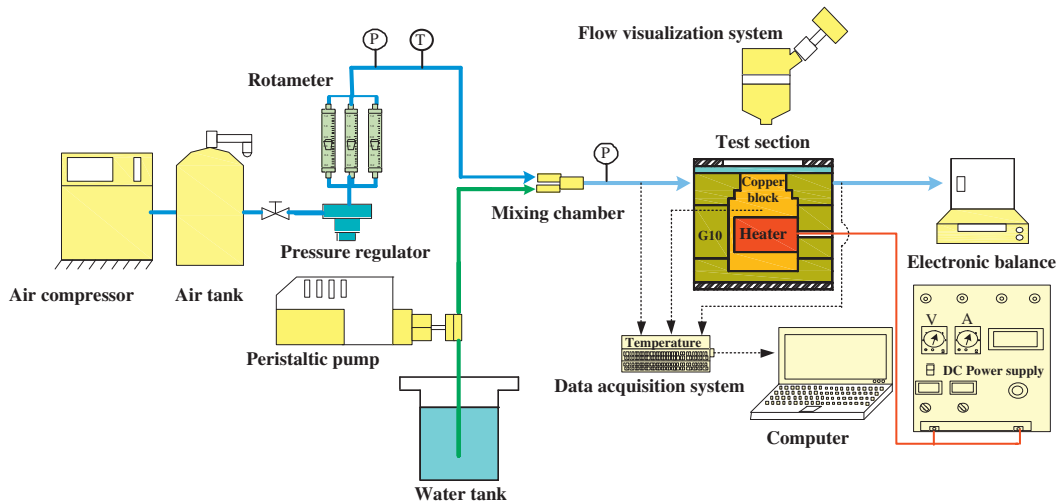 Flow visualization system
P
T
Rotameter
Test section
P
Copper
block
Mixing chamber
G10
Heater
Pressure regulator
Electronic balance
Air compressor
Air tank
V
A
Temperature
Peristaltic pump
DC Power supply
Data acquisition system
Computer
Water tank